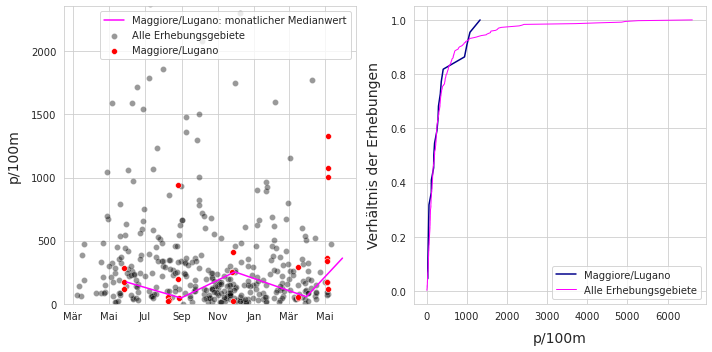 Maggiore/Lugano: monatlicher Medianwert
Alle Erhebungsgebiete
Maggiore/Lugano
p/100m
2000
1500
1000
500
0
Mär
Mai
Jul
Sep
Nov
Jan
Mär
Mai
Verhältnis der Erhebungen
1.0
0.8
0.6
0.4
0.2
0.0
Maggiore/Lugano
Alle Erhebungsgebiete
0
1000
2000
3000
4000
5000
6000
p/100m